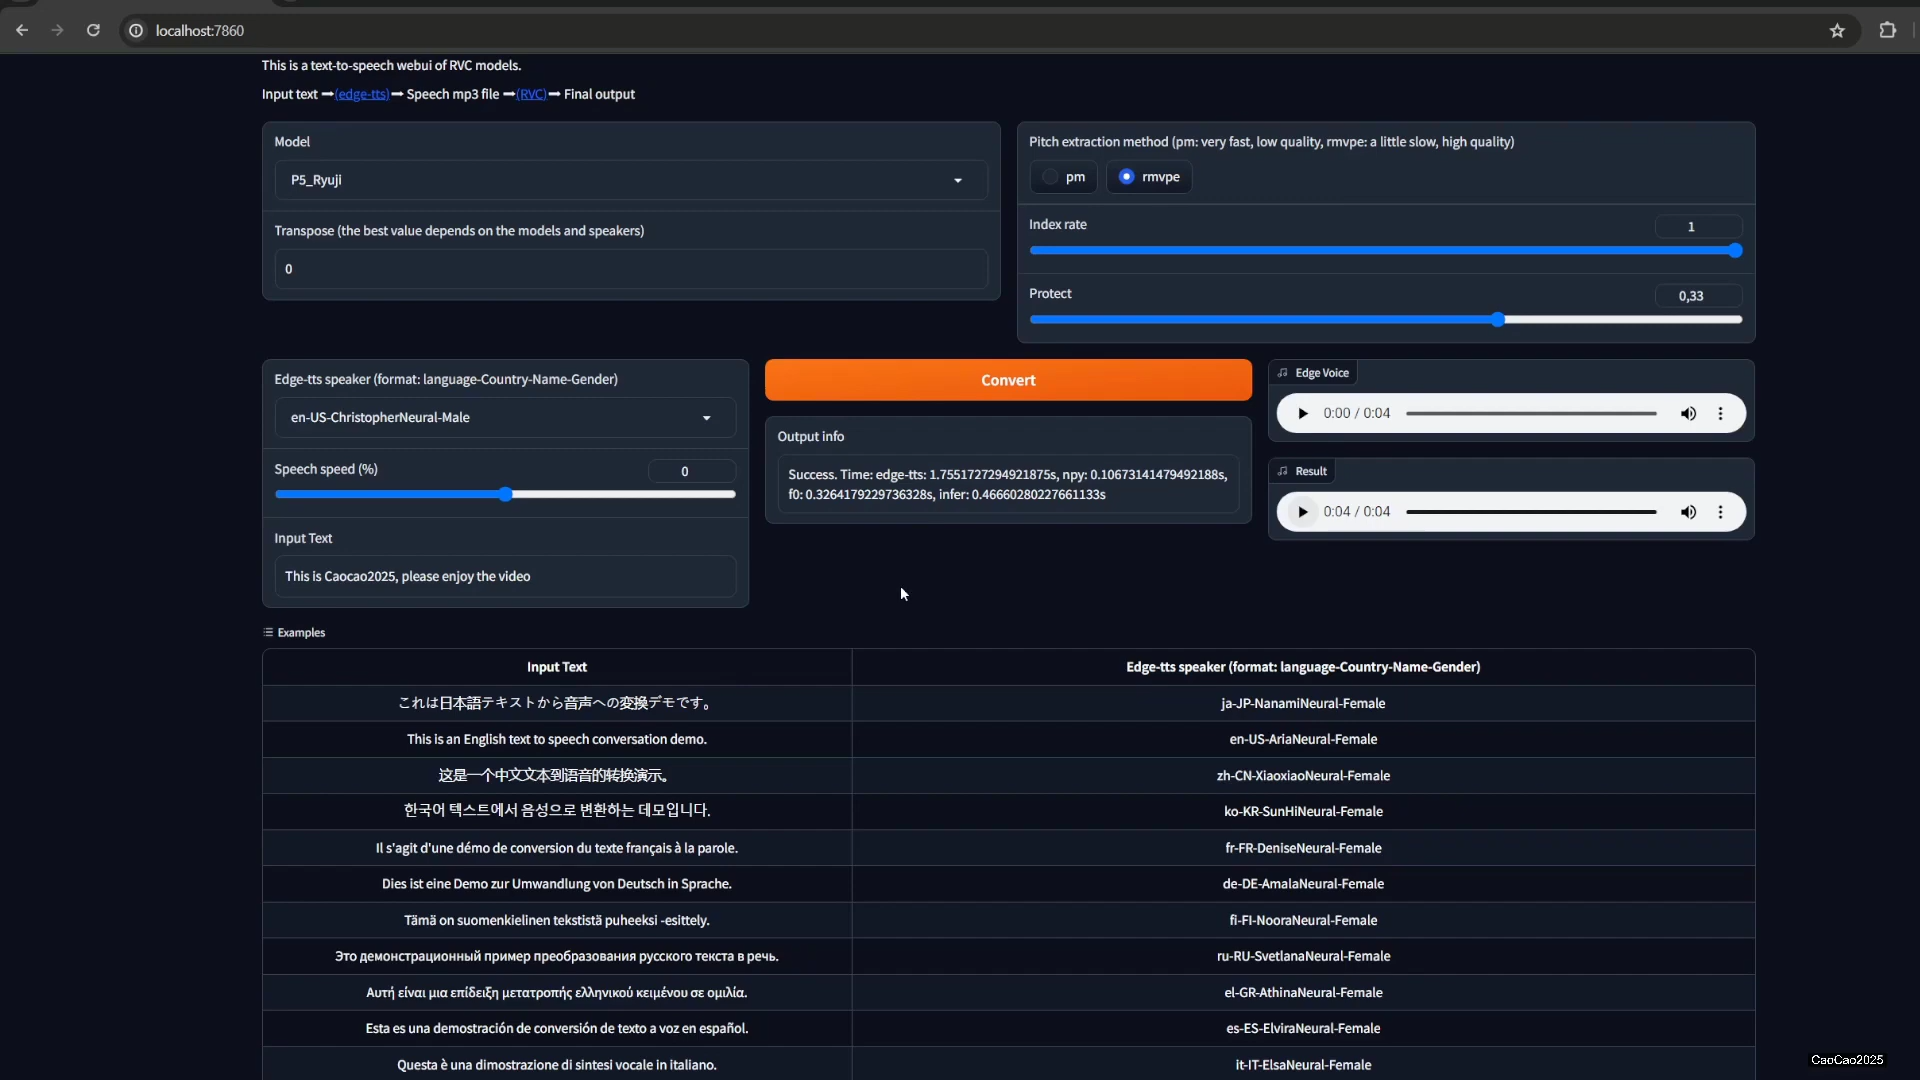 localhost:7860
This is a text-to-speech webui of RVC models.
Input text ➡(edge-tts)➡ Speech mp3 file ➡(RVC)➡ Final output
Model
P5_Ryuji
Transpose (the best value depends on the models and speakers)
0
Pitch extraction method (pm: very fast, low quality, rmvpe: a little slow, high quality)
pm
rmvpe
Index rate
1
Protect
0,33
Edge-tts speaker (format: language-Country-Name-Gender)
en-US-ChristopherNeural-Male
Speech speed (%)
0
Input Text
This is Caocao2025, please enjoy the video
Convert
Output info
Success. Time: edge-tts: 1.7551727294921875s, npy: 0.10673141479492188s,
f0: 0.3264179229736328s, infer: 0.46660280227661133s
Edge Voice
0:00 / 0:04
Result
0:04 / 0:04
Examples
Input Text Edge-tts speaker (format: language-Country-Name-Gender)
これは日本語テキストから音声への変換デモです。 ja-JP-NanamiNeural-Female
This is an English text to speech conversation demo. en-US-AriaNeural-Female
这是一个中文文本到语音的转换演示。 zh-CN-XiaoxiaoNeural-Female
한국어 텍스트에서 음성으로 변환하는 데모입니다. ko-KR-SunHiNeural-Female
Il s'agit d'une démo de conversion du texte français à la parole. fr-FR-DeniseNeural-Female
Dies ist eine Demo zur Umwandlung von Deutsch in Sprache. de-DE-AmalaNeural-Female
Tämä on suomenkielinen tekstistä puheeksi -esittely. fi-FI-NooraNeural-Female
Это демонстрационный пример преобразования русского текста в речь. ru-RU-SvetlanaNeural-Female
Αυτή είναι μια επίδειξη μετατροπής ελληνικού κειμένου σε ομιλία. el-GR-AthinaNeural-Female
Esta es una demostración de conversión de texto a voz en español. es-ES-ElviraNeural-Female
Questa è una dimostrazione di sintesi vocale in italiano. it-IT-ElsaNeural-Female
CaoCao2025